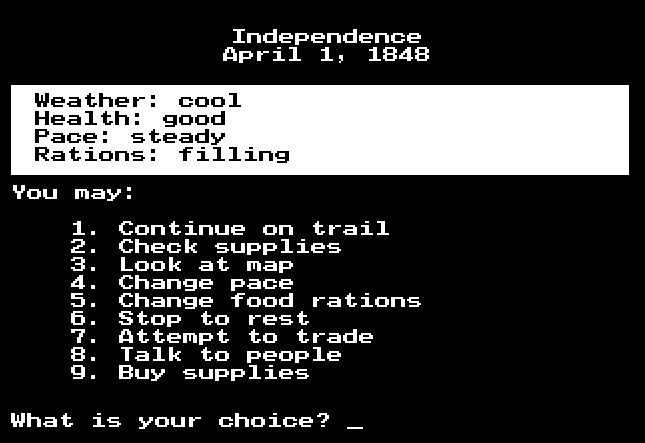 Independence
April 1, 1848
Weather: cool
Health: good
Pace: steady
Rations: filling
You may:
1. Continue on trail
2. Check supplies
3. Look at map
4. Change pace
5. Change food rations
6. Stop to rest
7. Attempt to trade
8. Talk to people
9. Buy supplies
What is your choice? _